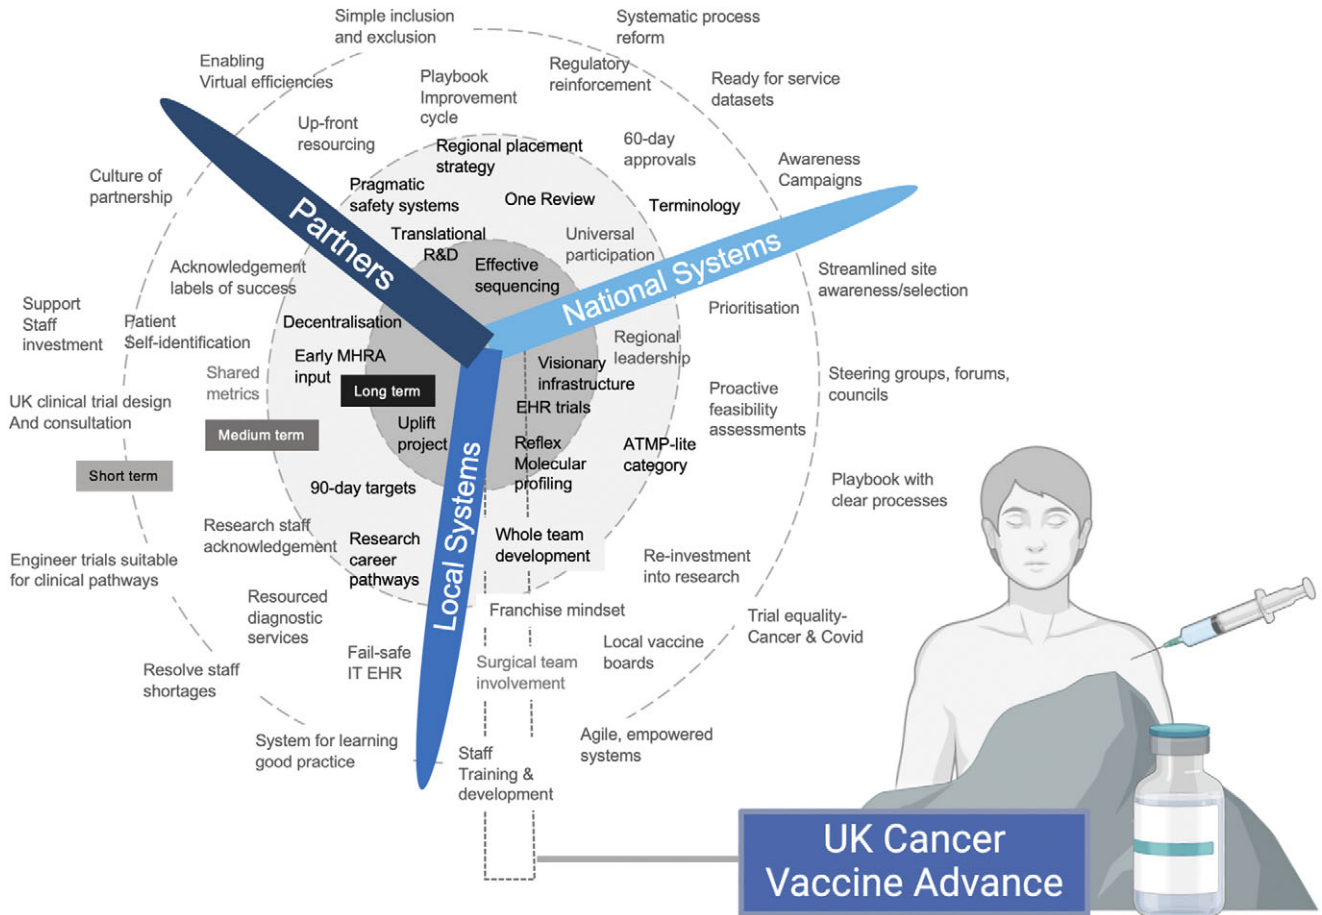 Simple inclusion
and exclusion
Systematic process
reform
Enabling
Virtual efficiencies
Playbook
Improvement
cycle
Regulatory
reinforcement
Ready for service
datasets
Up-front
resourcing
Regional placement
strategy
60-day
approvals
Awareness
Campaigns
Culture of
partnership
Pragmatic
safety systems
One Review
Terminology
Partners
Translational
R&D
Universal
participation
Effective
sequencing
National Systems
Acknowledgement
labels of success
Streamlined site
awareness/selection
Support
Staff
investment
Patient
Self-identification
Decentralisation
Prioritisation
Regional
leadership
Early MHRA
input
Visionary
infrastructure
Shared
metrics
Long term
Steering groups, forums,
councils
UK clinical trial design
And consultation
EHR trials
Proactive
feasibility
assessments
Medium term
Uplift
project
Reflex
Molecular
profiling
ATMP-lite
category
Short term
90-day targets
Local Systems
Playbook with
clear processes
Research staff
acknowledgement
Research
career
pathways
Whole team
development
Engineer trials suitable
for clinical pathways
Re-investment
into research
Resourced
diagnostic
services
Franchise mindset
Trial equality-
Cancer & Covid
Fail-safe
IT EHR
Surgical team
involvement
Local vaccine
boards
Resolve staff
shortages
System for learning
good practice
Staff
Training &
development
Agile, empowered
systems
UK Cancer
Vaccine Advance